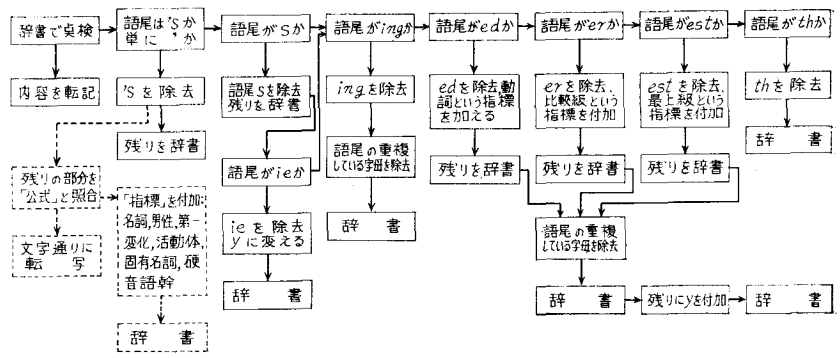 辞書で点検
内容を転記
語尾は'sか
単に 'か
'sを除去
残りを辞書
残りの部分を
「公式」と照合
文字通りに
転写
「指標」を付加:
名詞,男性,第一
変化,活動体,
固有名詞,硬
音語幹
辞書
語尾がsか
語尾sを除去
残りを辞書
語尾がieか
ieを除去
yに変える
辞書
語尾がingか
ingを除去
語尾の重複
している字母を除去
辞書
語尾がedか
edを除去,動
詞という指標
を加える
残りを辞書
語尾がerか
erを除去.
比較級という
指標を付加
残りを辞書
語尾がestか
estを除去,
最上級という
指標を付加
残りを辞書
語尾の重複
している字母を除去
辞書
残りにyを付加
辞書
語尾がthか
thを除去
辞書